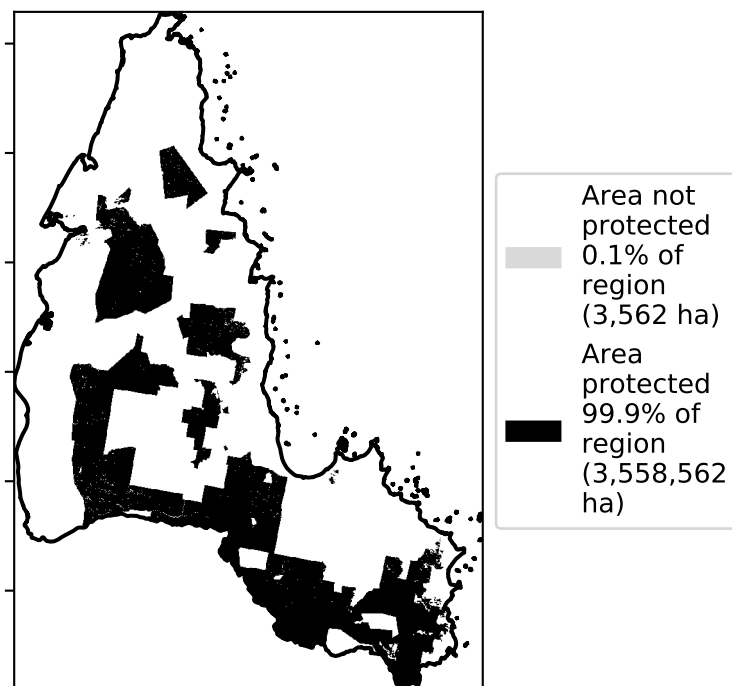 Area not
protected
0.1% of
region
(3,562 ha)
Area
protected
99.9% of
region
(3,558,562
ha)